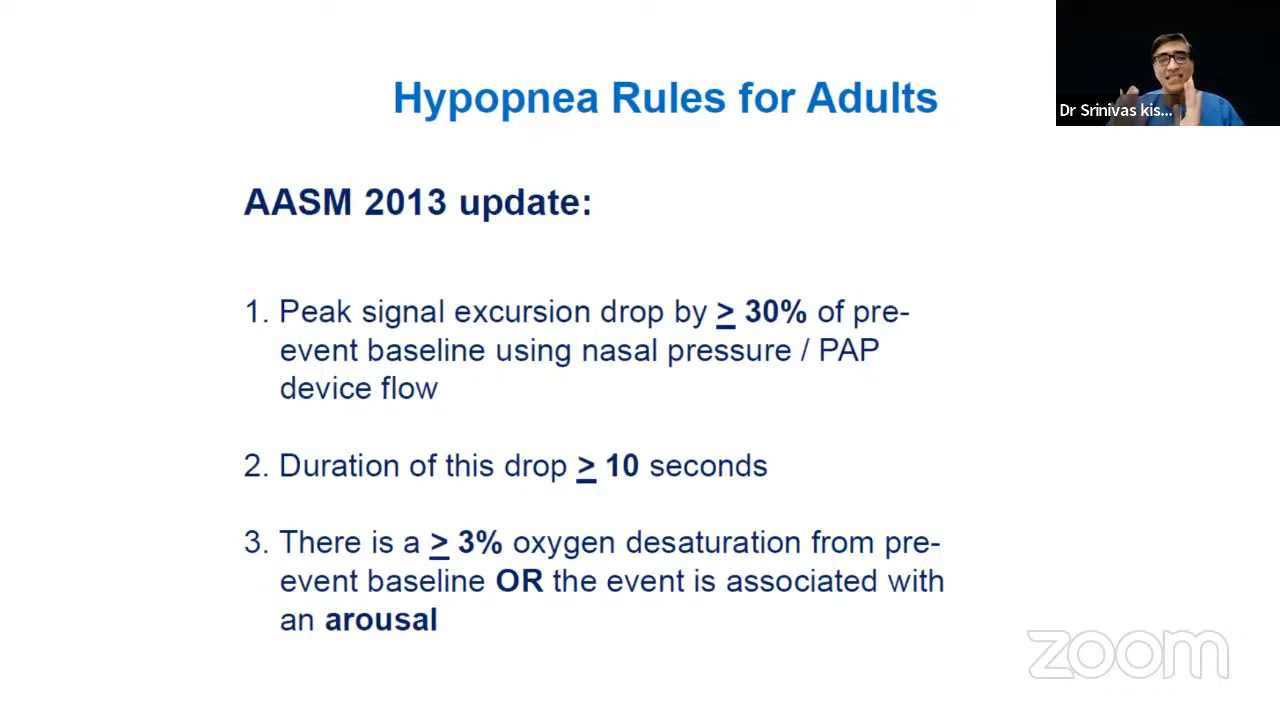 Hypopnea Rules for Adults
Dr Srinivas kis...
AASM 2013 update:
1. Peak signal excursion drop by ≥ 30% of pre-
event baseline using nasal pressure / PAP
device flow
2. Duration of this drop ≥ 10 seconds
3. There is a ≥ 3% oxygen desaturation from pre-
event baseline OR the event is associated with
an arousal
zoom